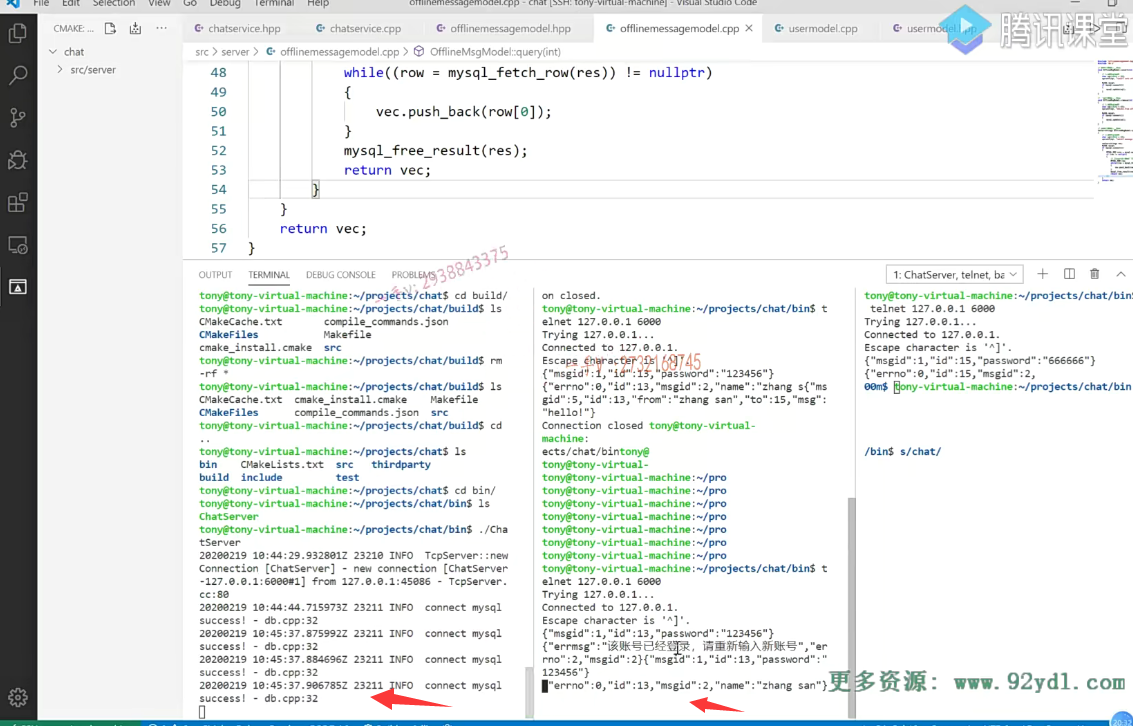 File Edit Selection View Go Debug Terminal Help
offlinemessagemodel.cpp - chat [SSH: tony-virtual-machine] - Visual Studio Code
CMAKE: ...
chatservice.hpp
chatservice.cpp
offlinemessagemodel.hpp
offlinemessagemodel.cpp
usermodel.cpp
腾讯课堂
chat
src/server
src > server > offlinemessagemodel.cpp > OfflineMsgModel::query(int)
48 while((row = mysql_fetch_row(res)) != nullptr)
49 {
50 vec.push_back(row[0]);
51 }
52 mysql_free_result(res);
53 return vec;
54 }
55 }
56 return vec;
57 }
OUTPUT TERMINAL DEBUG CONSOLE PROBLEMS
1: ChatServer, telnet, ba
2938843375
tony@tony-virtual-machine:~/projects/chat$ cd build/
tony@tony-virtual-machine:~/projects/chat/build$ ls
CMakeCache.txt compile_commands.json
CMakeFiles Makefile
cmake_install.cmake src
tony@tony-virtual-machine:~/projects/chat/build$ rm
-rf *
tony@tony-virtual-machine:~/projects/chat/build$ ls
CMakeCache.txt cmake_install.cmake Makefile
CMakeFiles compile_commands.json src
tony@tony-virtual-machine:~/projects/chat/build$ cd
..
tony@tony-virtual-machine:~/projects/chat$ ls
bin CMakeLists.txt src thirdparty
build include test
tony@tony-virtual-machine:~/projects/chat$ cd bin/
tony@tony-virtual-machine:~/projects/chat/bin$ ls
ChatServer
tony@tony-virtual-machine:~/projects/chat/bin$ ./Cha
tServer
20200219 10:44:29.932801Z 23210 INFO TcpServer::new
Connection [ChatServer] - new connection [ChatServer
-127.0.0.1:6000#1] from 127.0.0.1:45086 - TcpServer.
cc:80
20200219 10:44:44.715973Z 23211 INFO connect mysql
success! - db.cpp:32
20200219 10:45:37.875992Z 23211 INFO connect mysql
success! - db.cpp:32
20200219 10:45:37.884696Z 23211 INFO connect mysql
success! - db.cpp:32
20200219 10:45:37.906785Z 23211 INFO connect mysql
success! - db.cpp:32
on closed.
tony@tony-virtual-machine:~/projects/chat/bin$ t
elnet 127.0.0.1 6000
Trying 127.0.0.1...
Connected to 127.0.0.1.
Escape character is '^]'.
2732168745
{"msgid":1,"id":13,"password":"123456"}
{"errno":0,"id":13,"msgid":2,"name":"zhang s{"ms
gid":5,"id":13,"from":"zhang san","to":15,"msg":
"hello!"}
Connection closed tony@tony-virtual-
machine:
ects/chat/bintony@
tony@tony-virtual-
tony@tony-virtual-machine:~/pro
tony@tony-virtual-machine:~/pro
tony@tony-virtual-machine:~/pro
tony@tony-virtual-machine:~/pro
tony@tony-virtual-machine:~/pro
tony@tony-virtual-machine:~/pro
tony@tony-virtual-machine:~/pro
tony@tony-virtual-machine:~/projects/chat/bin$ t
elnet 127.0.0.1 6000
Trying 127.0.0.1...
Connected to 127.0.0.1.
Escape character is '^]'.
{"msgid":1,"id":13,"password":"123456"}
{"errmsg":"该账号已经登录，请重新输入新账号","er
rno":2,"msgid":2}{"msgid":1,"id":13,"password":"
123456"}
"errno":0,"id":13,"msgid":2,"name":"zhang san"}
tony@tony-virtual-machine:~/projects/chat/bin
telnet 127.0.0.1 6000
Trying 127.0.0.1...
Connected to 127.0.0.1.
Escape character is '^]'.
{"msgid":1,"id":15,"password":"666666"}
{"errno":0,"id":15,"msgid":2,
00m$ tony-virtual-machine:~/projects/chat/bin
/bin$ s/chat/
更多资源: www.92ydl.com